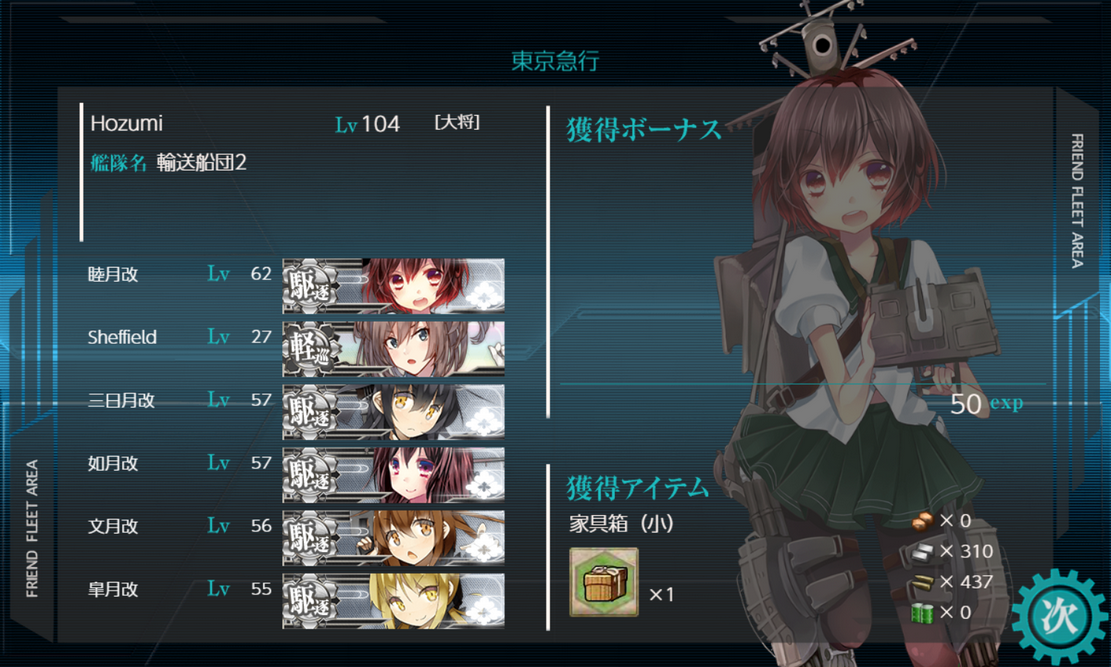 東京急行
Hozumi Lv 104 [大将]
艦隊名 輸送船団2
睦月改 Lv 62 駆逐
Sheffield Lv 27 軽巡
三日月改 Lv 57 駆逐
如月改 Lv 57 駆逐
文月改 Lv 56 駆逐
皐月改 Lv 55 駆逐
獲得ボーナス
50 exp
獲得アイテム
家具箱（小）
×1
×0
×310
×437
×0
次
FRIEND FLEET AREA
FRIEND FLEET AREA